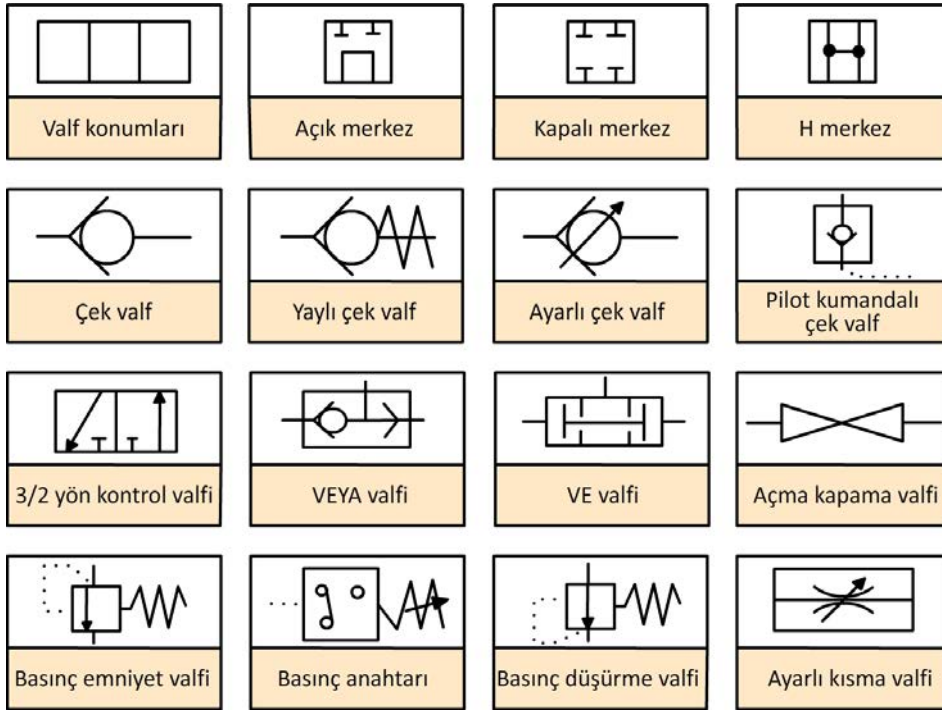 Valf konumları
Açık merkez
Kapalı merkez
H merkez
Çek valf
Yaylı çek valf
Ayarlı çek valf
Pilot kumandalı
çek valf
3/2 yön kontrol valfi
VEYA valfi
VE valfi
Açma kapama valfi
Basınç emniyet valfi
Basınç anahtarı
Basınç düşürme valfi
Ayarlı kısma valfi